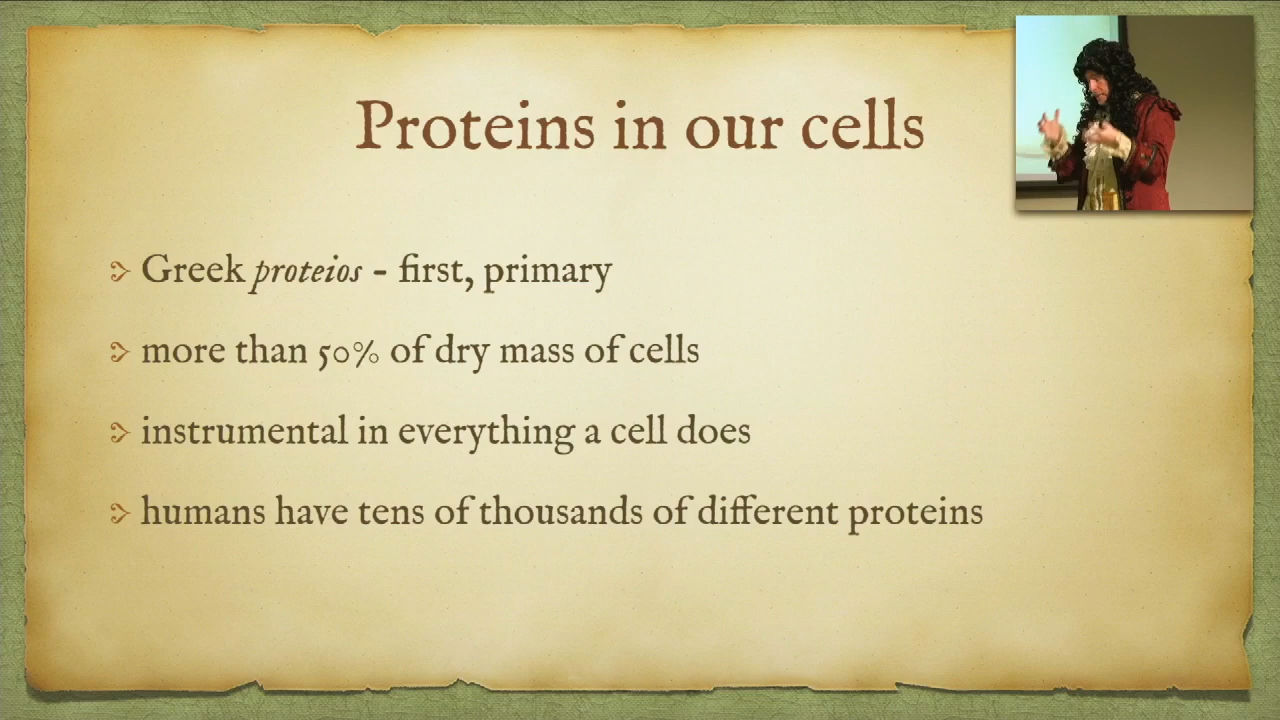 Proteins in our cells
Greek proteios - first, primary
more than 50% of dry mass of cells
instrumental in everything a cell does
humans have tens of thousands of different proteins